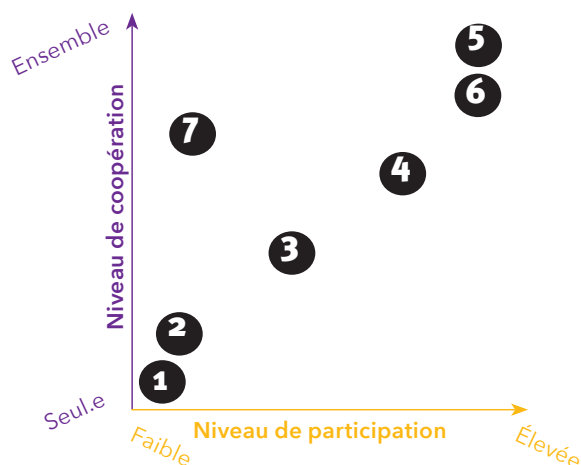 Ensemble
Niveau de coopération
5
6
7
4
3
2
1
Seul.e
Faible
Niveau de participation
Élevée